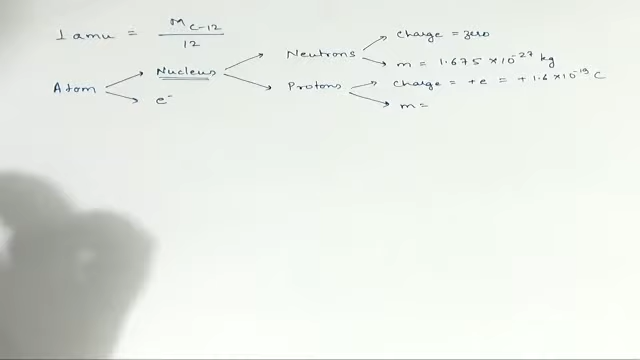 1 amu = M C-12 / 12
Neutrons
Charge = zero
m = 1.675 × 10⁻²⁷ kg
Atom
Nucleus
e⁻
Protons
Charge = +e = +1.6 × 10⁻¹⁹ C
m =